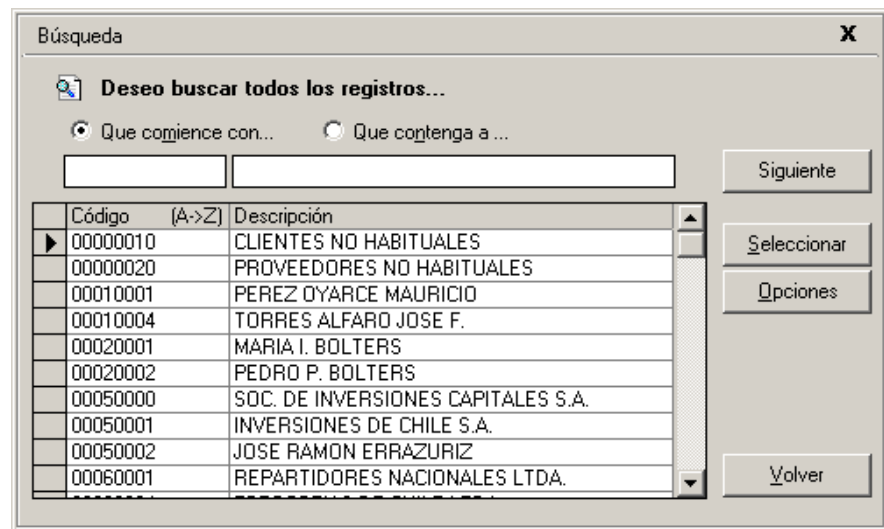 Búsqueda X
Deseo buscar todos los registros...
Que comience con... Que contenga a ...
Siguiente
Código (A->Z) Descripción
00000010 CLIENTES NO HABITUALES
Seleccionar
00000020 PROVEEDORES NO HABITUALES
00010001 PEREZ OYARCE MAURICIO
Opciones
00010004 TORRES ALFARO JOSE F.
00020001 MARIA I. BOLTERS
00020002 PEDRO P. BOLTERS
00050000 SOC. DE INVERSIONES CAPITALES S.A.
00050001 INVERSIONES DE CHILE S.A.
00050002 JOSE RAMON ERRAZURIZ
00060001 REPARTIDORES NACIONALES LTDA.
Volver